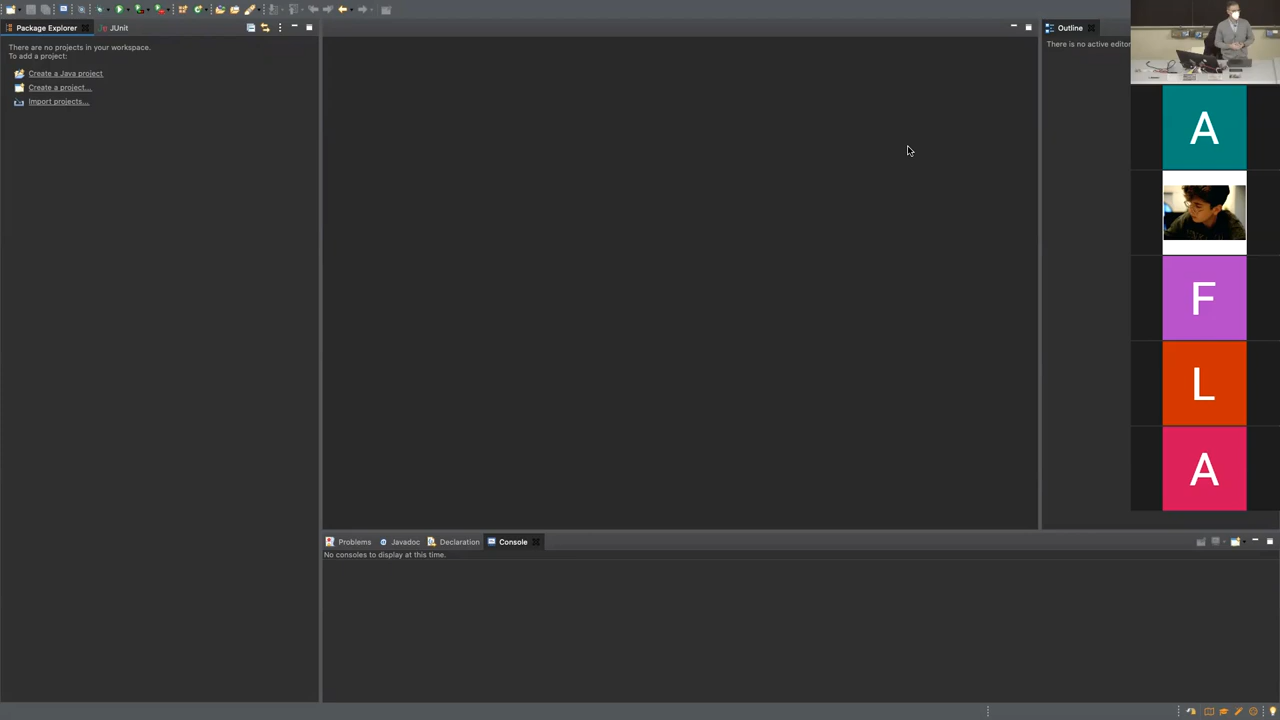 Package Explorer
JUnit
There are no projects in your workspace.
To add a project:
Create a Java project
Create a project...
Import projects...
Outline
There is no active editor
A
F
L
A
Problems
Javadoc
Declaration
Console
No consoles to display at this time.